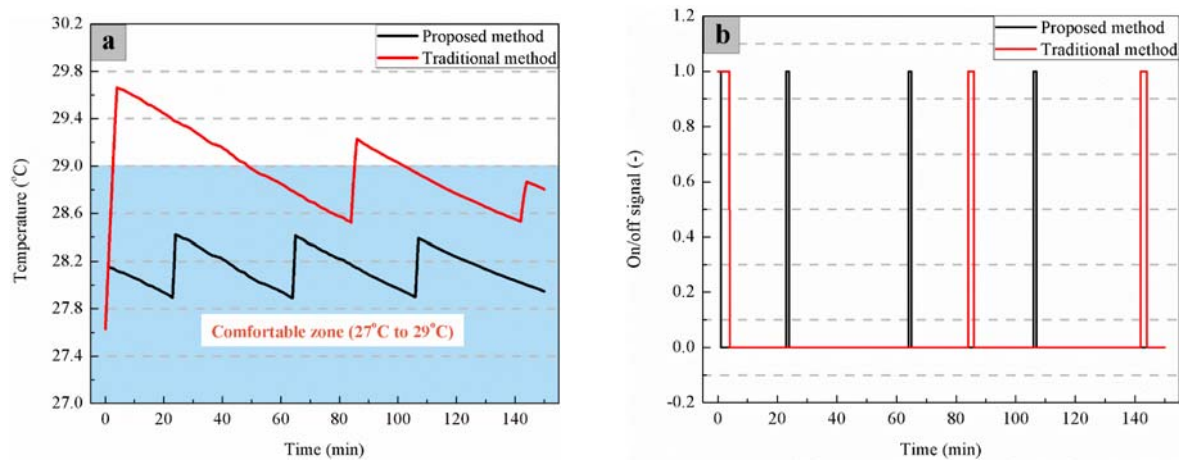 a
Proposed method
Traditional method
30.2
29.8
29.4
29.0
28.6
28.2
27.8
27.4
27.0
Temperature (°C)
Comfortable zone (27°C to 29°C)
0 20 40 60 80 100 120 140
Time (min)
b
Proposed method
Traditional method
1.2
1.0
0.8
0.6
0.4
0.2
0.0
-0.2
On/off signal (-)
0 20 40 60 80 100 120 140
Time (min)